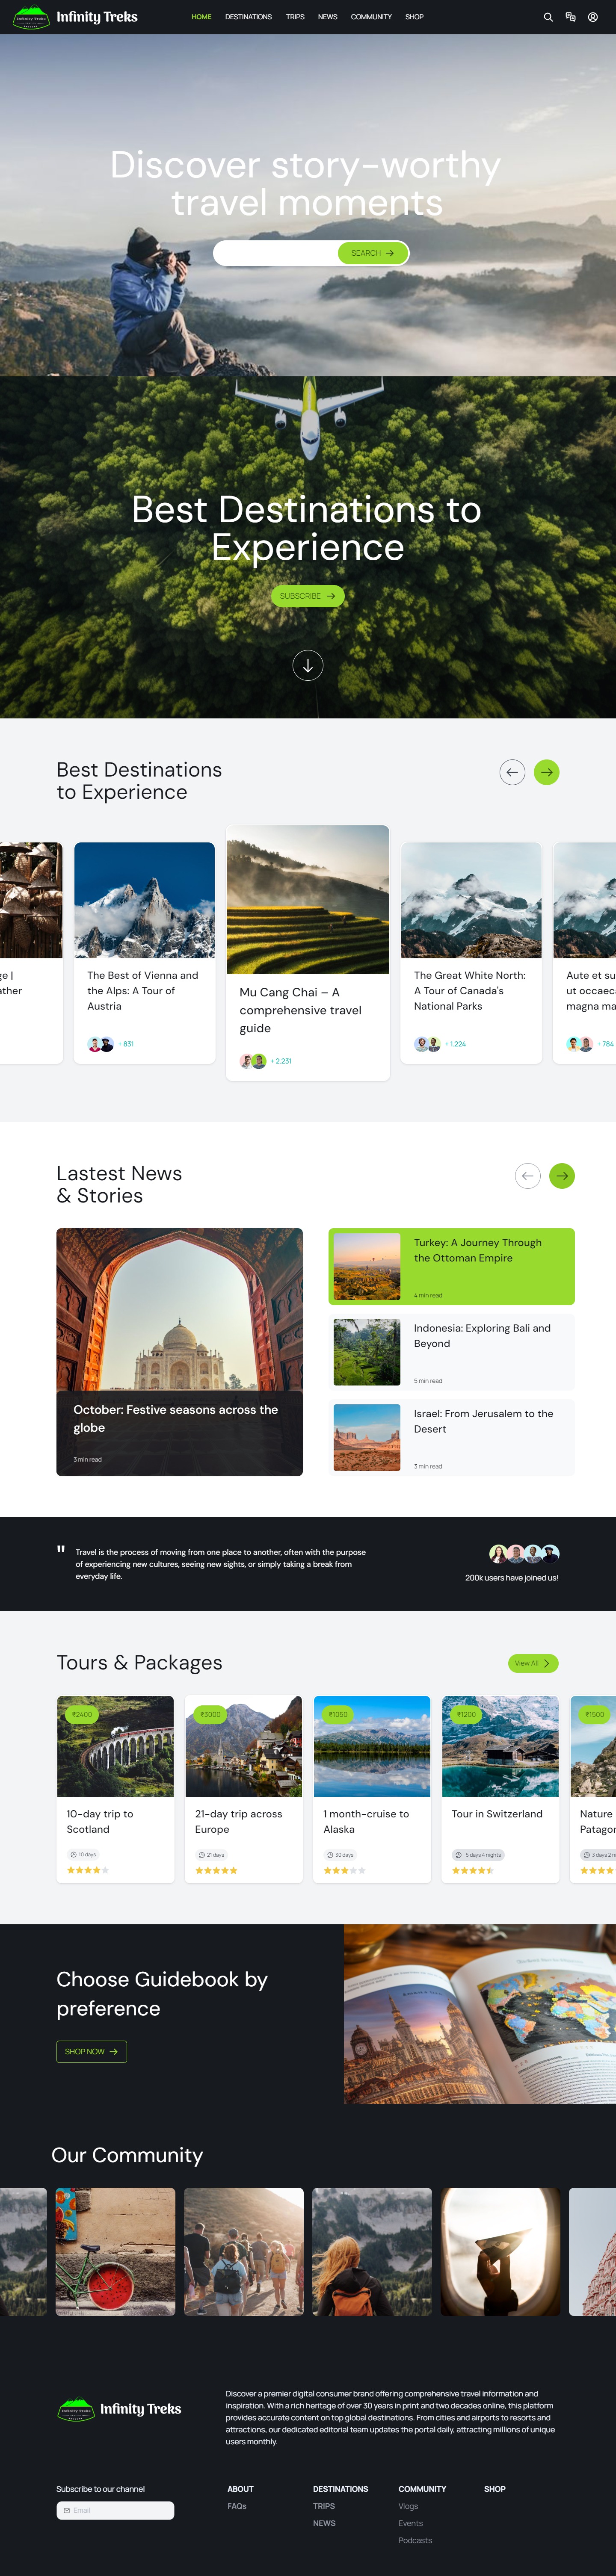 Infinity Treks
HOME
DESTINATIONS
TRIPS
NEWS
COMMUNITY
SHOP
Discover story-worthy
travel moments
SEARCH
Best Destinations to
Experience
SUBSCRIBE
Best Destinations
to Experience
ge |
ather
The Best of Vienna and
the Alps: A Tour of
Austria
+ 831
Mu Cang Chai – A
comprehensive travel
guide
+ 2.231
The Great White North:
A Tour of Canada's
National Parks
+ 1.224
Aute et su
ut occaec
magna ma
+ 784
Lastest News
& Stories
October: Festive seasons across the
globe
3 min read
Turkey: A Journey Through
the Ottoman Empire
4 min read
Indonesia: Exploring Bali and
Beyond
5 min read
Israel: From Jerusalem to the
Desert
3 min read
"
Travel is the process of moving from one place to another, often with the purpose
of experiencing new cultures, seeing new sights, or simply taking a break from
everyday life.
200k users have joined us!
Tours & Packages
View All
₹2400
10-day trip to
Scotland
10 days
₹3000
21-day trip across
Europe
21 days
₹1050
1 month-cruise to
Alaska
30 days
₹1200
Tour in Switzerland
5 days 4 nights
₹1500
Nature
Patagon
3 days 2 n
Choose Guidebook by
preference
SHOP NOW
Our Community
Infinity Treks
Discover a premier digital consumer brand offering comprehensive travel information and
inspiration. With a rich heritage of over 30 years in print and two decades online, this platform
provides accurate content on top global destinations. From cities and airports to resorts and
attractions, our dedicated editorial team updates the portal daily, attracting millions of unique
users monthly.
Subscribe to our channel
Email
ABOUT
FAQs
DESTINATIONS
TRIPS
NEWS
COMMUNITY
Vlogs
Events
Podcasts
SHOP